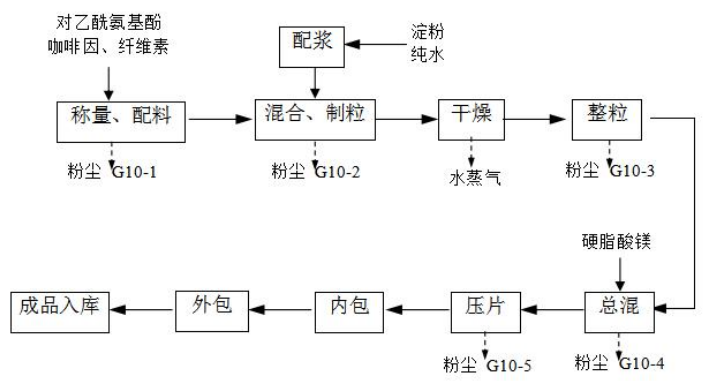 对乙酰氨基酚
咖啡因、纤维素
配浆
淀粉
纯水
称量、配料
混合、制粒
干燥
整粒
粉尘 G10-1
粉尘 G10-2
水蒸气
粉尘 G10-3
硬脂酸镁
成品入库
外包
内包
压片
总混
粉尘 G10-5
粉尘 G10-4